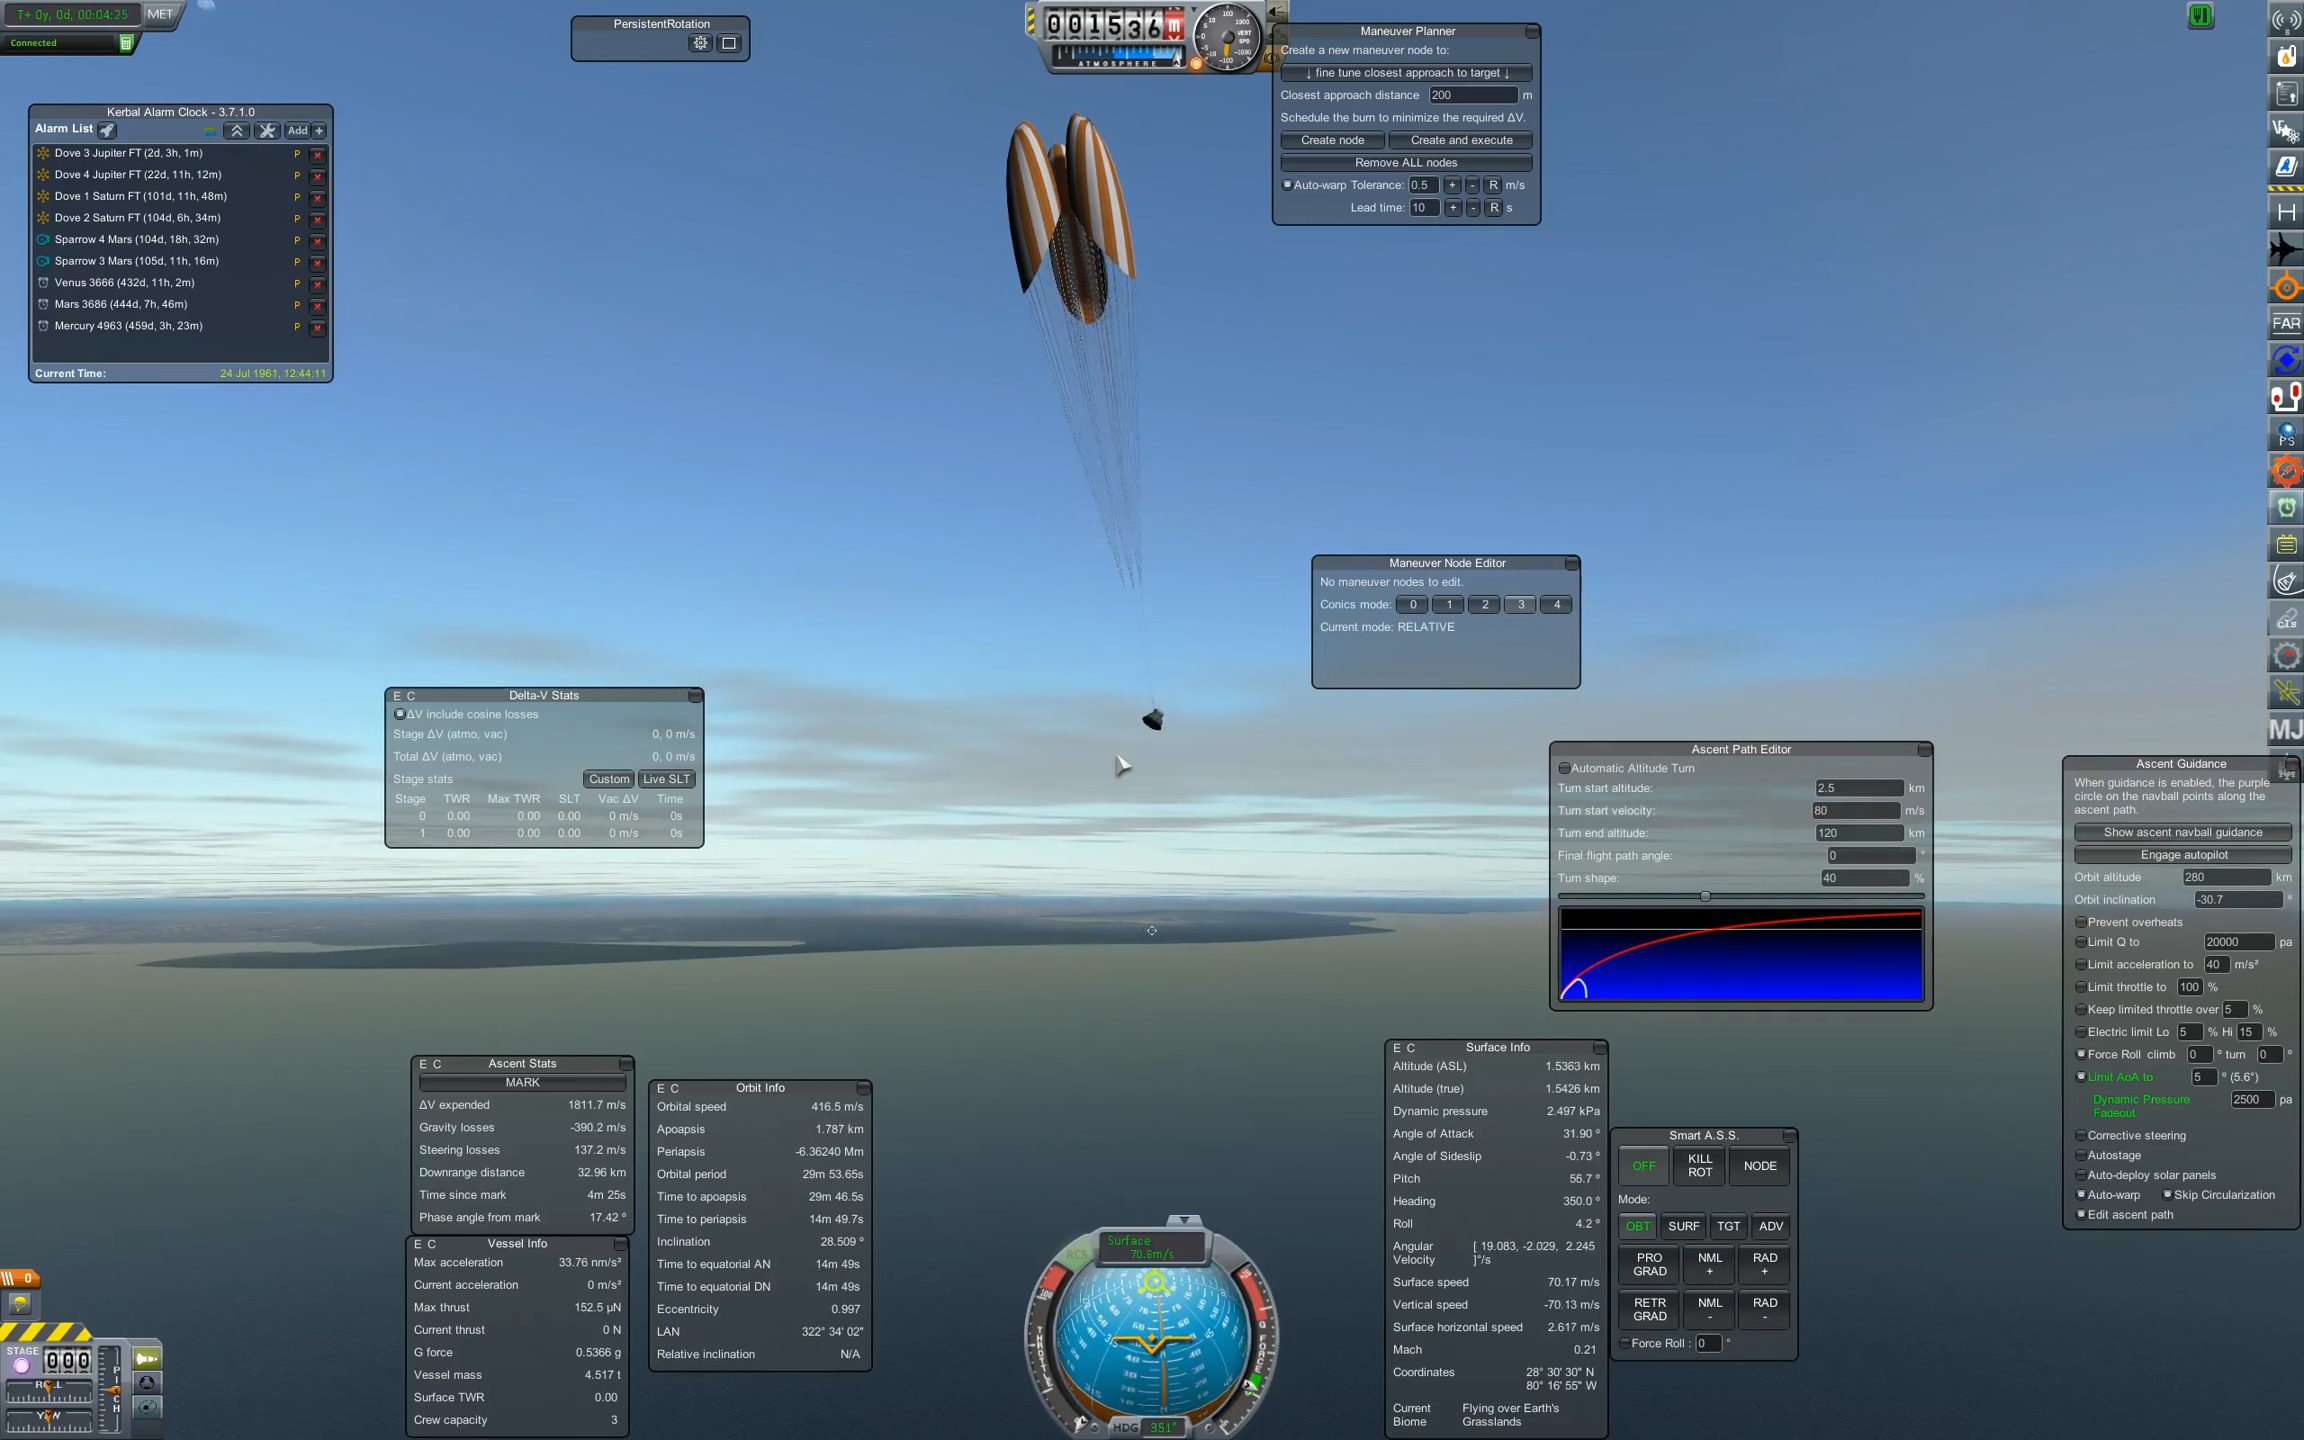 T+ 0y, 0d, 00:04:25 MET
Connected
PersistentRotation
001536 m
ATMOSPHERE
VERT SPD
Kerbal Alarm Clock - 3.7.1.0
Alarm List Add +
Dove 3 Jupiter FT (2d, 3h, 1m) P
Dove 4 Jupiter FT (22d, 11h, 12m) P
Dove 1 Saturn FT (101d, 11h, 48m) P
Dove 2 Saturn FT (104d, 6h, 34m) P
Sparrow 4 Mars (104d, 18h, 32m) P
Sparrow 3 Mars (105d, 11h, 16m) P
Venus 3666 (432d, 11h, 2m) P
Mars 3686 (444d, 7h, 46m) P
Mercury 4963 (459d, 3h, 23m) P
Current Time: 24 Jul 1961, 12:44:11
Maneuver Planner
Create a new maneuver node to:
↓ fine tune closest approach to target ↓
Closest approach distance 200 m
Schedule the burn to minimize the required ΔV.
Create node Create and execute
Remove ALL nodes
Auto-warp Tolerance: 0.5 + - R m/s
Lead time: 10 + - R s
Maneuver Node Editor
No maneuver nodes to edit.
Conics mode: 0 1 2 3 4
Current mode: RELATIVE
E C Delta-V Stats
ΔV include cosine losses
Stage ΔV (atmo, vac) 0, 0 m/s
Total ΔV (atmo, vac) 0, 0 m/s
Stage stats Custom Live SLT
Stage TWR Max TWR SLT Vac ΔV Time
0 0.00 0.00 0.00 0 m/s 0s
1 0.00 0.00 0.00 0 m/s 0s
Ascent Path Editor
Automatic Altitude Turn
Turn start altitude: 2.5 km
Turn start velocity: 80 m/s
Turn end altitude: 120 km
Final flight path angle: 0 °
Turn shape: 40 %
Ascent Guidance
When guidance is enabled, the purple
circle on the navball points along the
ascent path.
Show ascent navball guidance
Engage autopilot
Orbit altitude 280 km
Orbit inclination -30.7 º
Prevent overheats
Limit Q to 20000 pa
Limit acceleration to 40 m/s²
Limit throttle to 100 %
Keep limited throttle over 5 %
Electric limit Lo 5 % Hi 15 %
Force Roll climb 0 º turn 0 º
Limit AoA to 5 º (5.6°)
Dynamic Pressure
Fadeout 2500 pa
Corrective steering
Autostage
Auto-deploy solar panels
Auto-warp Skip Circularization
Edit ascent path
E C Ascent Stats
MARK
ΔV expended 1811.7 m/s
Gravity losses -390.2 m/s
Steering losses 137.2 m/s
Downrange distance 32.96 km
Time since mark 4m 25s
Phase angle from mark 17.42 º
E C Vessel Info
Max acceleration 33.76 nm/s²
Current acceleration 0 m/s²
Max thrust 152.5 µN
Current thrust 0 N
G force 0.5366 g
Vessel mass 4.517 t
Surface TWR 0.00
Crew capacity 3
E C Orbit Info
Orbital speed 416.5 m/s
Apoapsis 1.787 km
Periapsis -6.36240 Mm
Orbital period 29m 53.65s
Time to apoapsis 29m 46.5s
Time to periapsis 14m 49.7s
Inclination 28.509 º
Time to equatorial AN 14m 49s
Time to equatorial DN 14m 49s
Eccentricity 0.997
LAN 322° 34' 02"
Relative inclination N/A
E C Surface Info
Altitude (ASL) 1.5363 km
Altitude (true) 1.5426 km
Dynamic pressure 2.497 kPa
Angle of Attack 31.90 º
Angle of Sideslip -0.73 º
Pitch 56.7 º
Heading 350.0 º
Roll 4.2 º
Angular Velocity [ 19.083, -2.029, 2.245 ]°/s
Surface speed 70.17 m/s
Vertical speed -70.13 m/s
Surface horizontal speed 2.617 m/s
Mach 0.21
Coordinates 28° 30' 30" N
80° 16' 55" W
Current Biome Flying over Earth's Grasslands
Smart A.S.S.
OFF KILL ROT NODE
Mode:
OBT SURF TGT ADV
PRO GRAD NML + RAD +
RETR GRAD NML - RAD -
Force Roll : 0 °
Surface
70.8m/s
RCS
THROTTLE
G FORCE
HDG 351°
0
STAGE 000
ROLL
YAW
PITCH
FAR
PS
cls
MJ